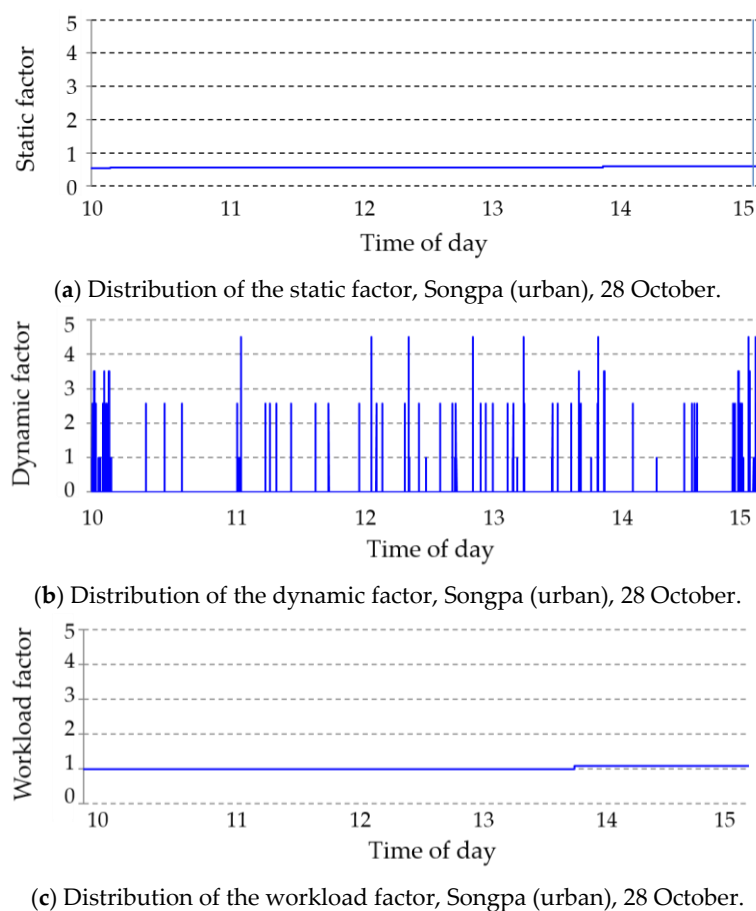 5
4
3
2
1
0
Static factor
10 11 12 13 14 15
Time of day
(a) Distribution of the static factor, Songpa (urban), 28 October.
5
4
3
2
1
0
Dynamic factor
10 11 12 13 14 15
Time of day
(b) Distribution of the dynamic factor, Songpa (urban), 28 October.
5
4
3
2
1
0
Workload factor
10 11 12 13 14 15
Time of day
(c) Distribution of the workload factor, Songpa (urban), 28 October.